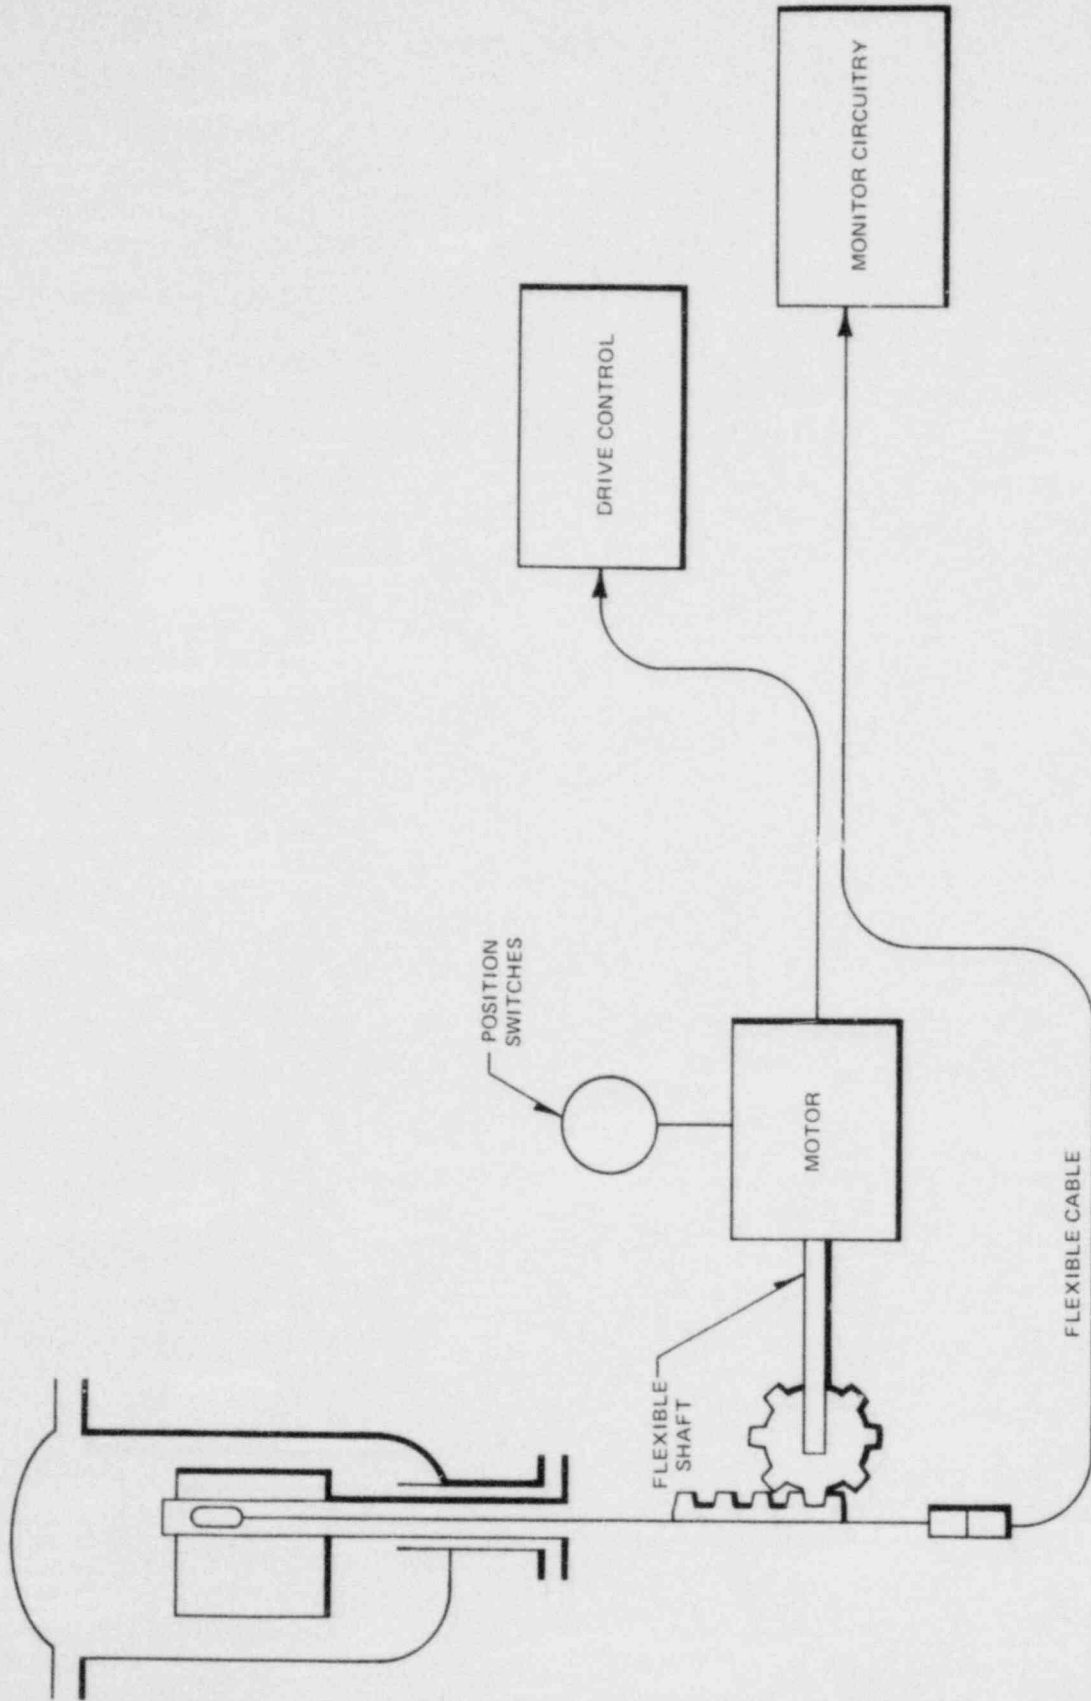 MONITOR CIRCUITRY
DRIVE CONTROL
POSITION
SWITCHES
MOTOR
FLEXIBLE
SHAFT
FLEXIBLE CABLE